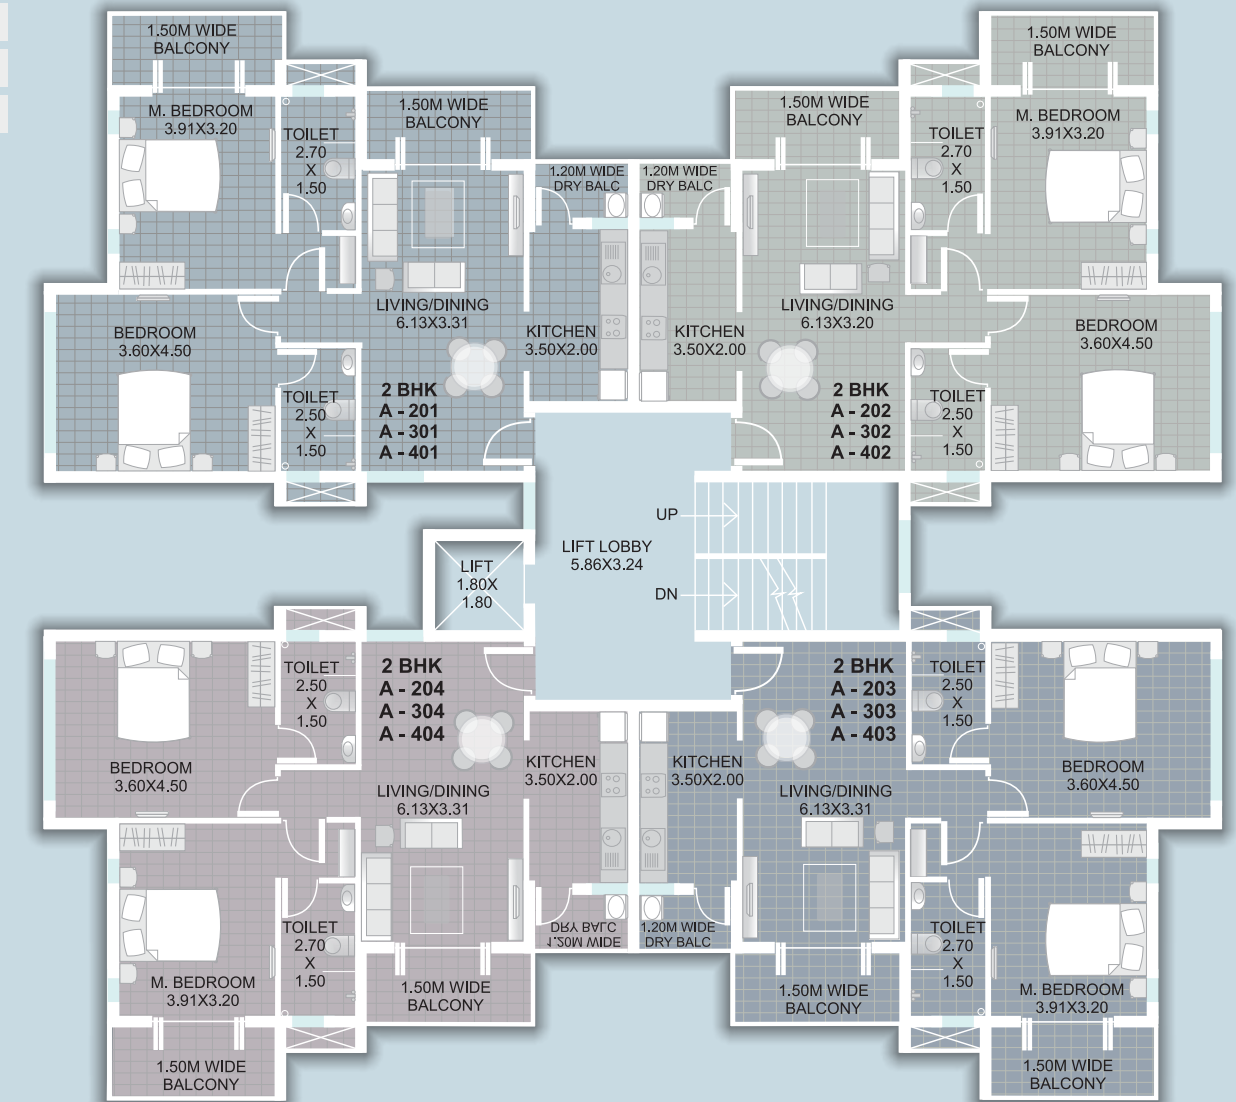 1.50M WIDE
BALCONY
M. BEDROOM
3.91X3.20
TOILET
2.70
X
1.50
1.50M WIDE
BALCONY
1.20M WIDE
DRY BALC
LIVING/DINING
6.13X3.31
KITCHEN
3.50X2.00
BEDROOM
3.60X4.50
TOILET
2.50
X
1.50
2 BHK
A - 201
A - 301
A - 401
1.50M WIDE
BALCONY
1.20M WIDE
DRY BALC
TOILET
2.70
X
1.50
1.50M WIDE
BALCONY
M. BEDROOM
3.91X3.20
LIVING/DINING
6.13X3.20
KITCHEN
3.50X2.00
BEDROOM
3.60X4.50
2 BHK
A - 202
A - 302
A - 402
TOILET
2.50
X
1.50
UP
LIFT LOBBY
5.86X3.24
DN
LIFT
1.80X
1.80
TOILET
2.50
X
1.50
2 BHK
A - 204
A - 304
A - 404
BEDROOM
3.60X4.50
KITCHEN
3.50X2.00
LIVING/DINING
6.13X3.31
TOILET
2.70
X
1.50
M. BEDROOM
3.91X3.20
1.20M WIDE
DRY BALC
1.50M WIDE
BALCONY
1.50M WIDE
BALCONY
2 BHK
A - 203
A - 303
A - 403
TOILET
2.50
X
1.50
KITCHEN
3.50X2.00
BEDROOM
3.60X4.50
LIVING/DINING
6.13X3.31
1.20M WIDE
DRY BALC
TOILET
2.70
X
1.50
M. BEDROOM
3.91X3.20
1.50M WIDE
BALCONY
1.50M WIDE
BALCONY